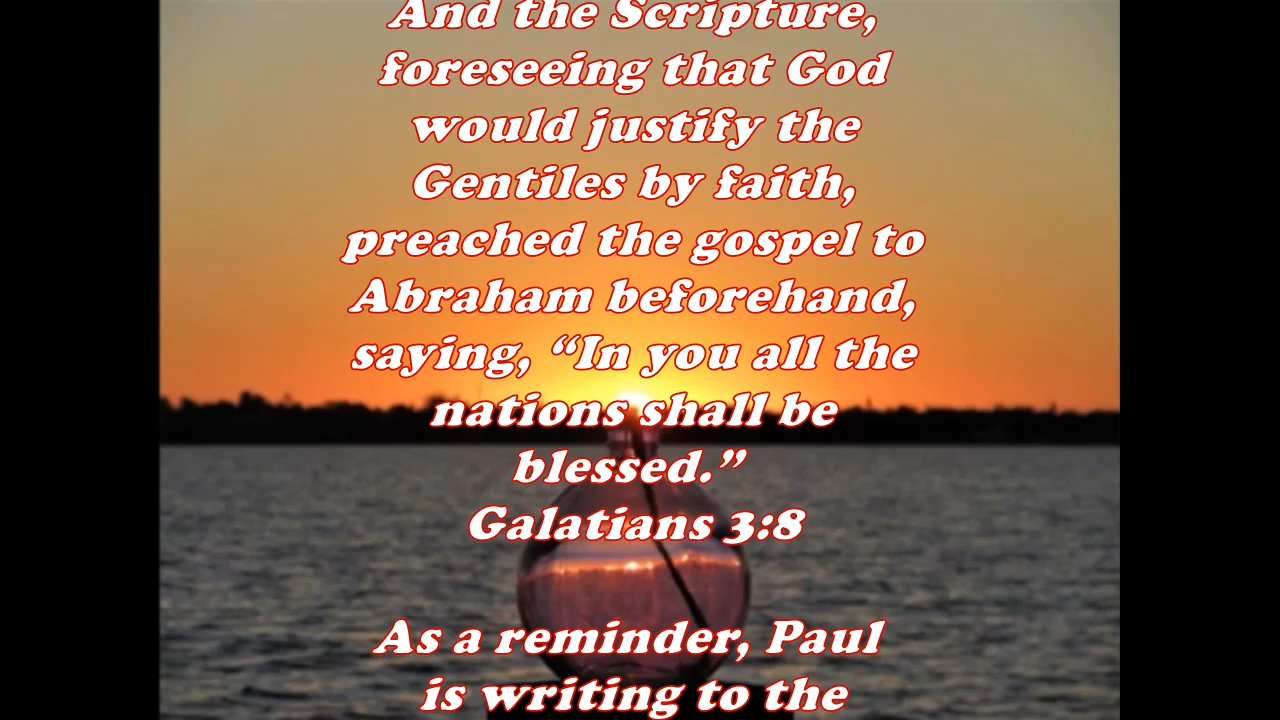 And the Scripture,
foreseeing that God
would justify the
Gentiles by faith,
preached the gospel to
Abraham beforehand,
saying, “In you all the
nations shall be
blessed.”
Galatians 3:8
As a reminder, Paul
is writing to the